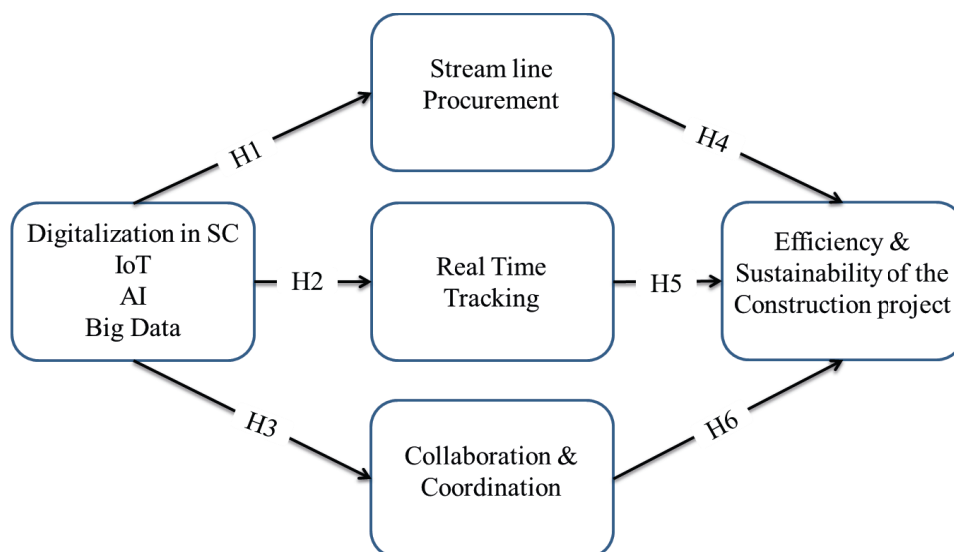 Stream line
Procurement
H1
H4
Digitalization in SC
IoT
AI
Big Data
H2
Real Time
Tracking
H5
Efficiency &
Sustainability of the
Construction project
H3
H6
Collaboration &
Coordination